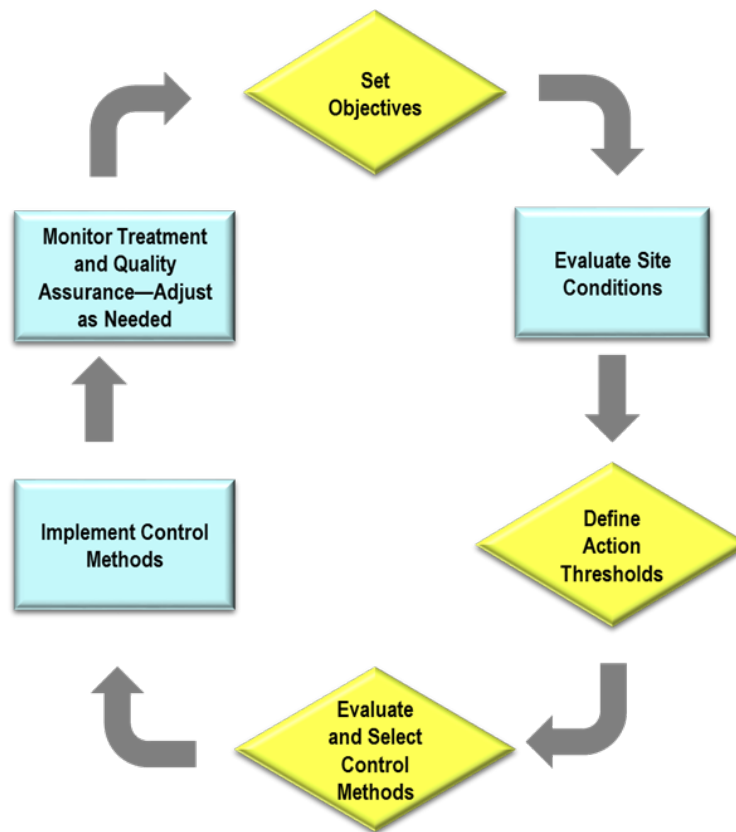 Set
Objectives
Evaluate Site
Conditions
Define
Action
Thresholds
Evaluate
and Select
Control
Methods
Implement Control
Methods
Monitor Treatment
and Quality
Assurance—Adjust
as Needed